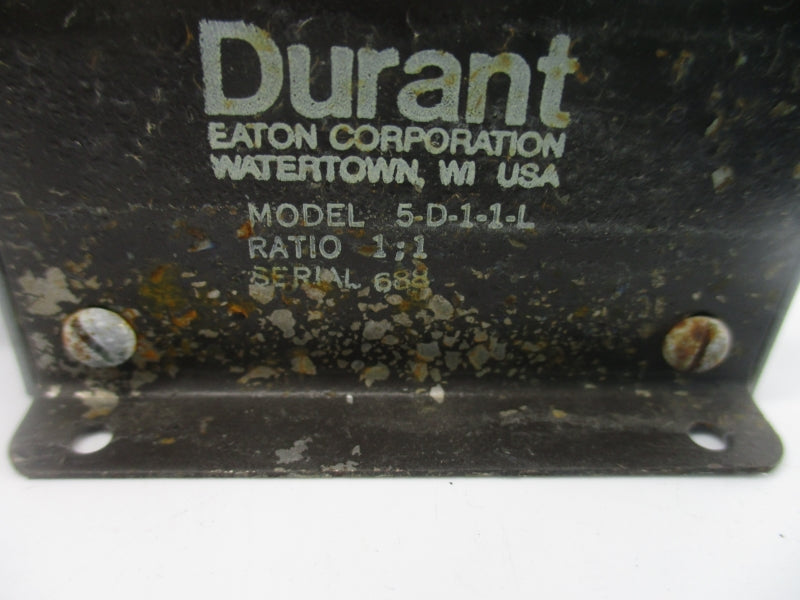 Durant
EATON CORPORATION
WATERTOWN, WI USA
MODEL 5-D-1-1-L
RATIO 1:1
SERIAL 688